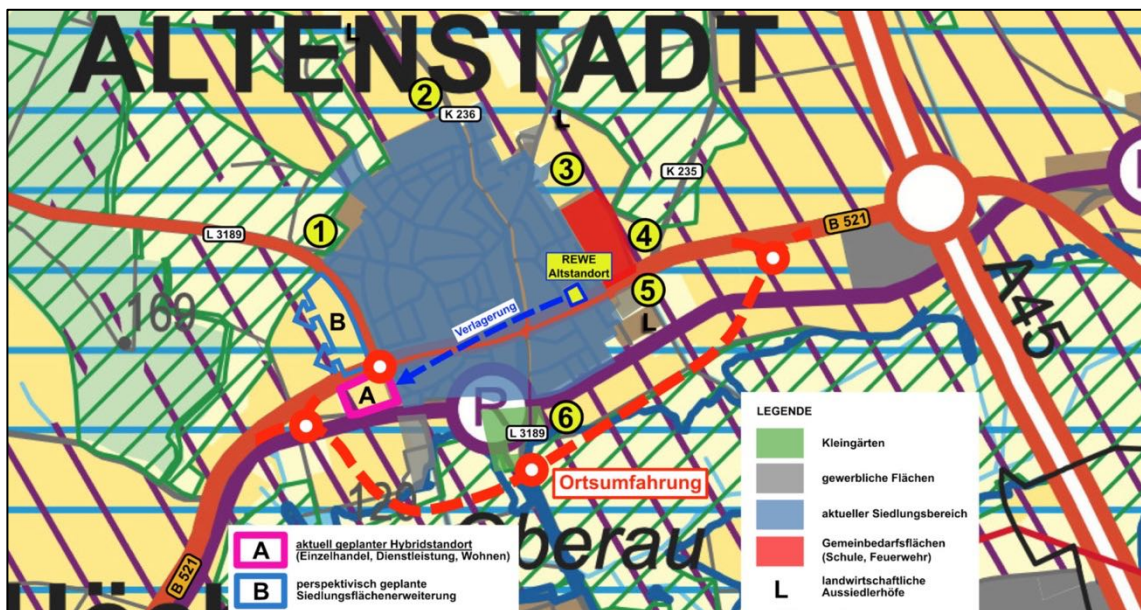 ALTENSTADT
L
2
K 236
L
3
K 235
1
L 3189
4
B 521
REWE
Altstandort
5
Verlagerung
B
169
L
A45
A
P
L 3189
6
Ortsumfahrung
128
Oberau
B 521
A
aktuell geplanter Hybridstandort
(Einzelhandel, Dienstleistung, Wohnen)
B
perspektivisch geplante
Siedlungsflächenerweiterung
LEGENDE
Kleingärten
gewerbliche Flächen
aktueller Siedlungsbereich
Gemeinbedarfsflächen
(Schule, Feuerwehr)
L
landwirtschaftliche
Aussiedlerhöfe